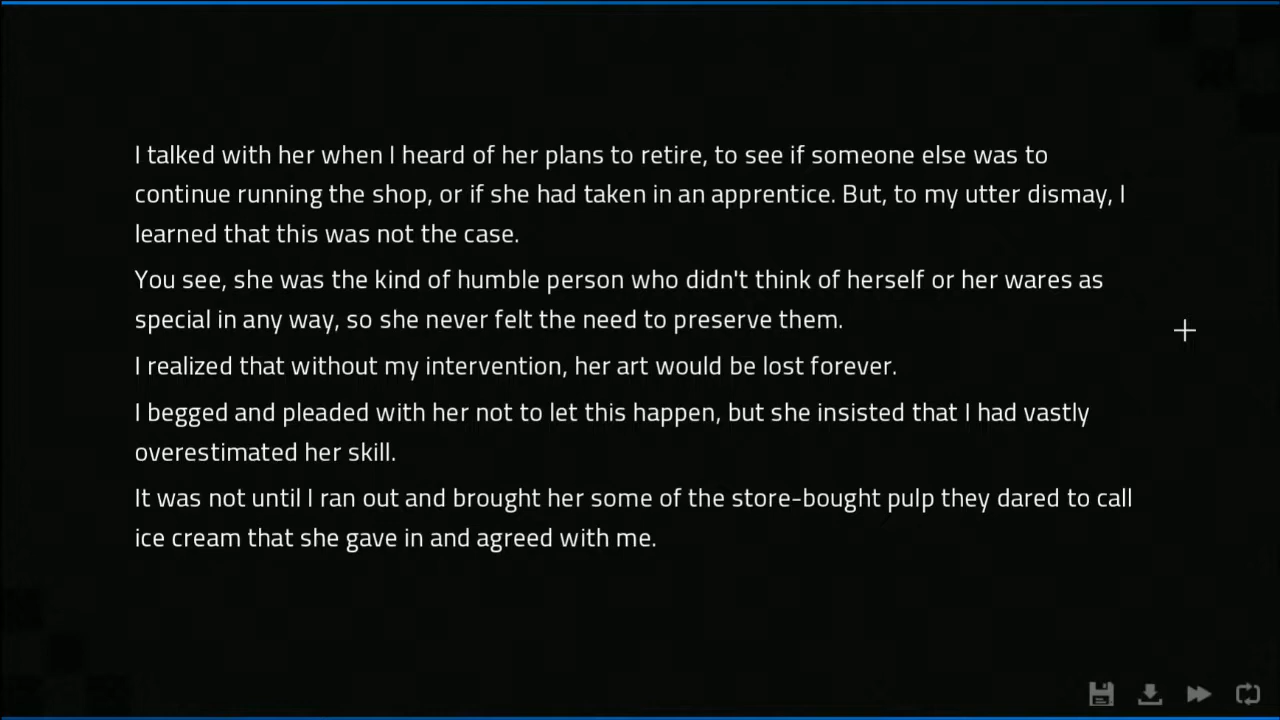 I talked with her when I heard of her plans to retire, to see if someone else was to
continue running the shop, or if she had taken in an apprentice. But, to my utter dismay, I
learned that this was not the case.
You see, she was the kind of humble person who didn't think of herself or her wares as
special in any way, so she never felt the need to preserve them.
I realized that without my intervention, her art would be lost forever.
I begged and pleaded with her not to let this happen, but she insisted that I had vastly
overestimated her skill.
It was not until I ran out and brought her some of the store-bought pulp they dared to call
ice cream that she gave in and agreed with me.